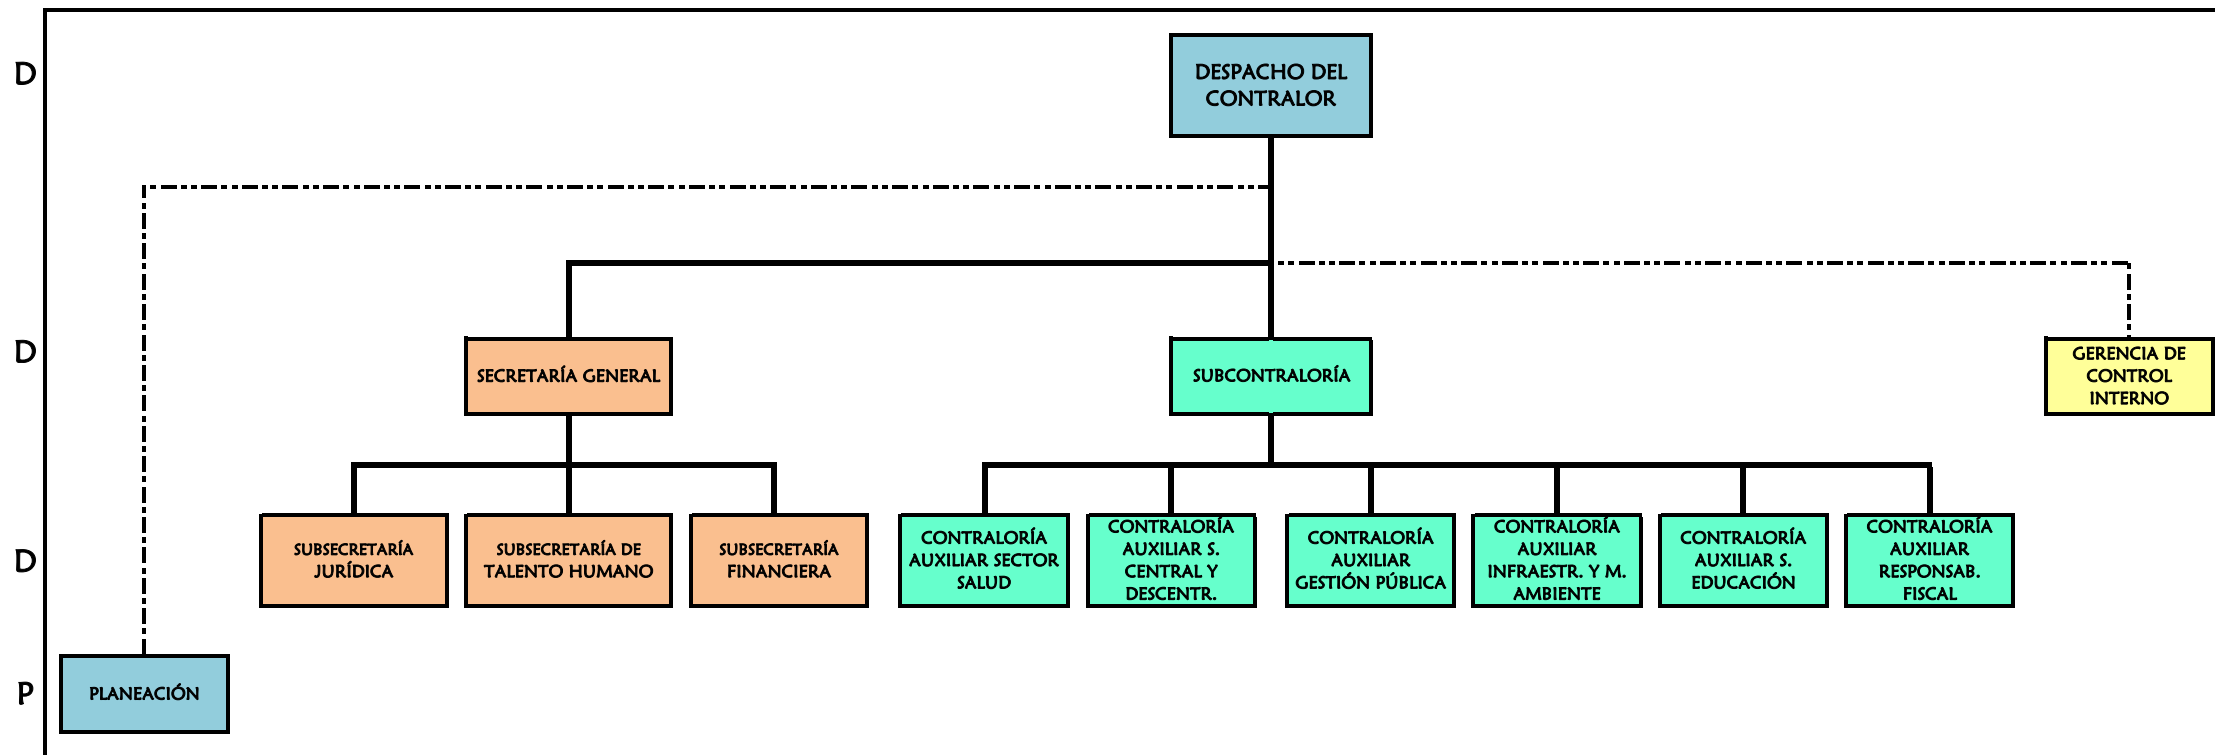 D
DESPACHO DEL
CONTRALOR
D
SECRETARÍA GENERAL
SUBCONTRALORÍA
GERENCIA DE
CONTROL
INTERNO
D
SUBSECRETARÍA
JURÍDICA
SUBSECRETARÍA DE
TALENTO HUMANO
SUBSECRETARÍA
FINANCIERA
CONTRALORÍA
AUXILIAR SECTOR
SALUD
CONTRALORÍA
AUXILIAR S.
CENTRAL Y
DESCENTR.
CONTRALORÍA
AUXILIAR
GESTIÓN PÚBLICA
CONTRALORÍA
AUXILIAR
INFRAESTR. Y M.
AMBIENTE
CONTRALORÍA
AUXILIAR S.
EDUCACIÓN
CONTRALORÍA
AUXILIAR
RESPONSAB.
FISCAL
P
PLANEACIÓN